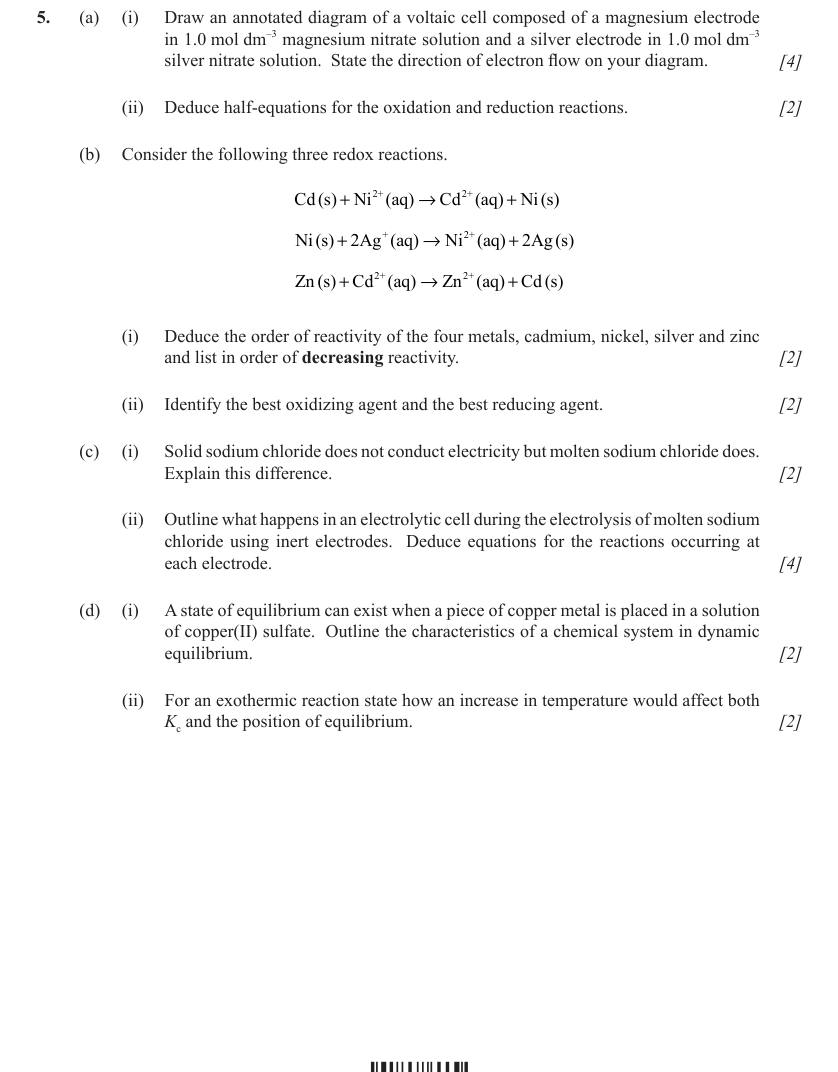 5. (a) (i) Draw an annotated diagram of a voltaic cell composed of a magnesium electrode
in 1.0 mol dm⁻³ magnesium nitrate solution and a silver electrode in 1.0 mol dm⁻³
silver nitrate solution. State the direction of electron flow on your diagram. [4]
(ii) Deduce half-equations for the oxidation and reduction reactions. [2]
(b) Consider the following three redox reactions.
Cd (s) + Ni²⁺ (aq) → Cd²⁺ (aq) + Ni (s)
Ni (s) + 2Ag⁺ (aq) → Ni²⁺ (aq) + 2Ag (s)
Zn (s) + Cd²⁺ (aq) → Zn²⁺ (aq) + Cd (s)
(i) Deduce the order of reactivity of the four metals, cadmium, nickel, silver and zinc
and list in order of decreasing reactivity. [2]
(ii) Identify the best oxidizing agent and the best reducing agent. [2]
(c) (i) Solid sodium chloride does not conduct electricity but molten sodium chloride does.
Explain this difference. [2]
(ii) Outline what happens in an electrolytic cell during the electrolysis of molten sodium
chloride using inert electrodes. Deduce equations for the reactions occurring at
each electrode. [4]
(d) (i) A state of equilibrium can exist when a piece of copper metal is placed in a solution
of copper(II) sulfate. Outline the characteristics of a chemical system in dynamic
equilibrium. [2]
(ii) For an exothermic reaction state how an increase in temperature would affect both
K꜀ and the position of equilibrium. [2]